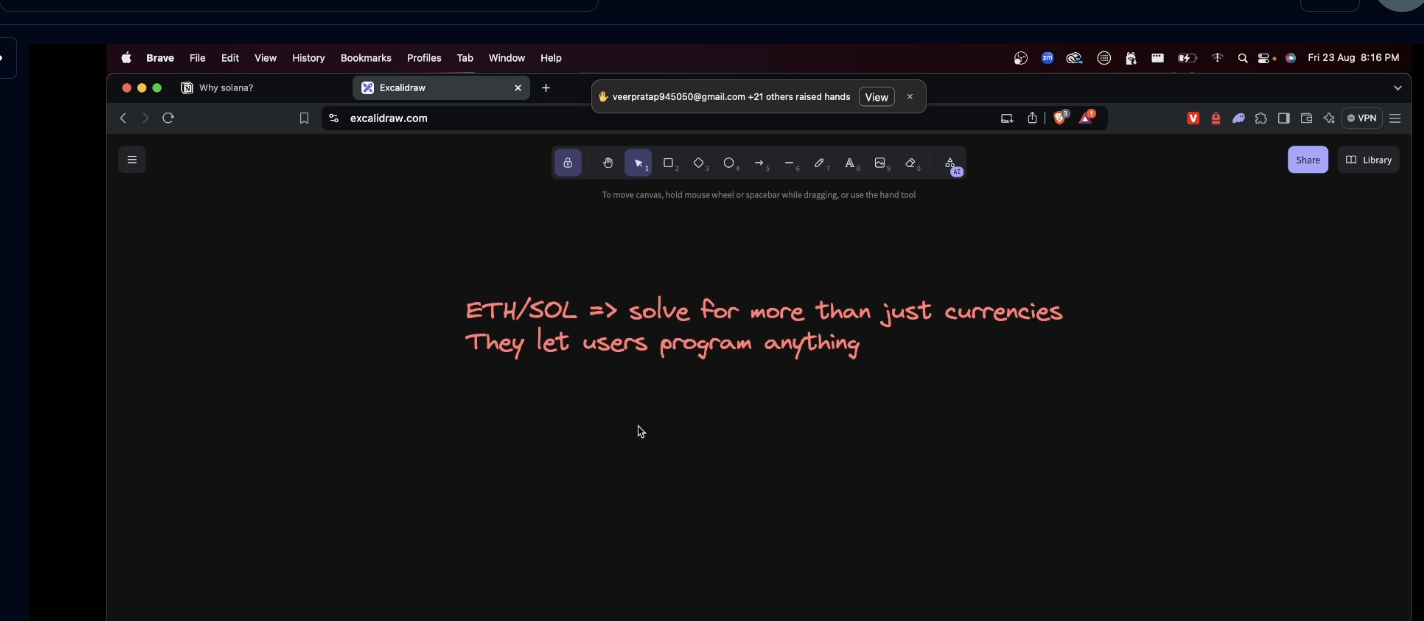 Brave File Edit View History Bookmarks Profiles Tab Window Help zm Fri 23 Aug 8:16 PM
Why solana? Excalidraw
veerpratap945050@gmail.com +21 others raised hands View
excalidraw.com 3 1 V VPN
1 2 3 4 5 6 7 8 9 0 AI Share Library
To move canvas, hold mouse wheel or spacebar while dragging, or use the hand tool
ETH/SOL => solve for more than just currencies
They let users program anything